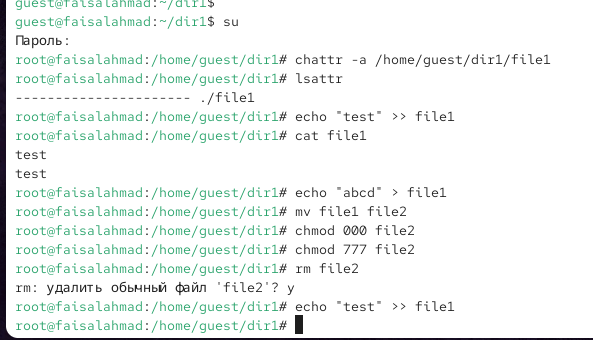 guest@faisalahmad:~/dir1$
guest@faisalahmad:~/dir1$ su
Пароль:
root@faisalahmad:/home/guest/dir1# chattr -a /home/guest/dir1/file1
root@faisalahmad:/home/guest/dir1# lsattr
---------------------- ./file1
root@faisalahmad:/home/guest/dir1# echo "test" >> file1
root@faisalahmad:/home/guest/dir1# cat file1
test
test
root@faisalahmad:/home/guest/dir1# echo "abcd" > file1
root@faisalahmad:/home/guest/dir1# mv file1 file2
root@faisalahmad:/home/guest/dir1# chmod 000 file2
root@faisalahmad:/home/guest/dir1# chmod 777 file2
root@faisalahmad:/home/guest/dir1# rm file2
rm: удалить обычный файл 'file2'? y
root@faisalahmad:/home/guest/dir1# echo "test" >> file1
root@faisalahmad:/home/guest/dir1#